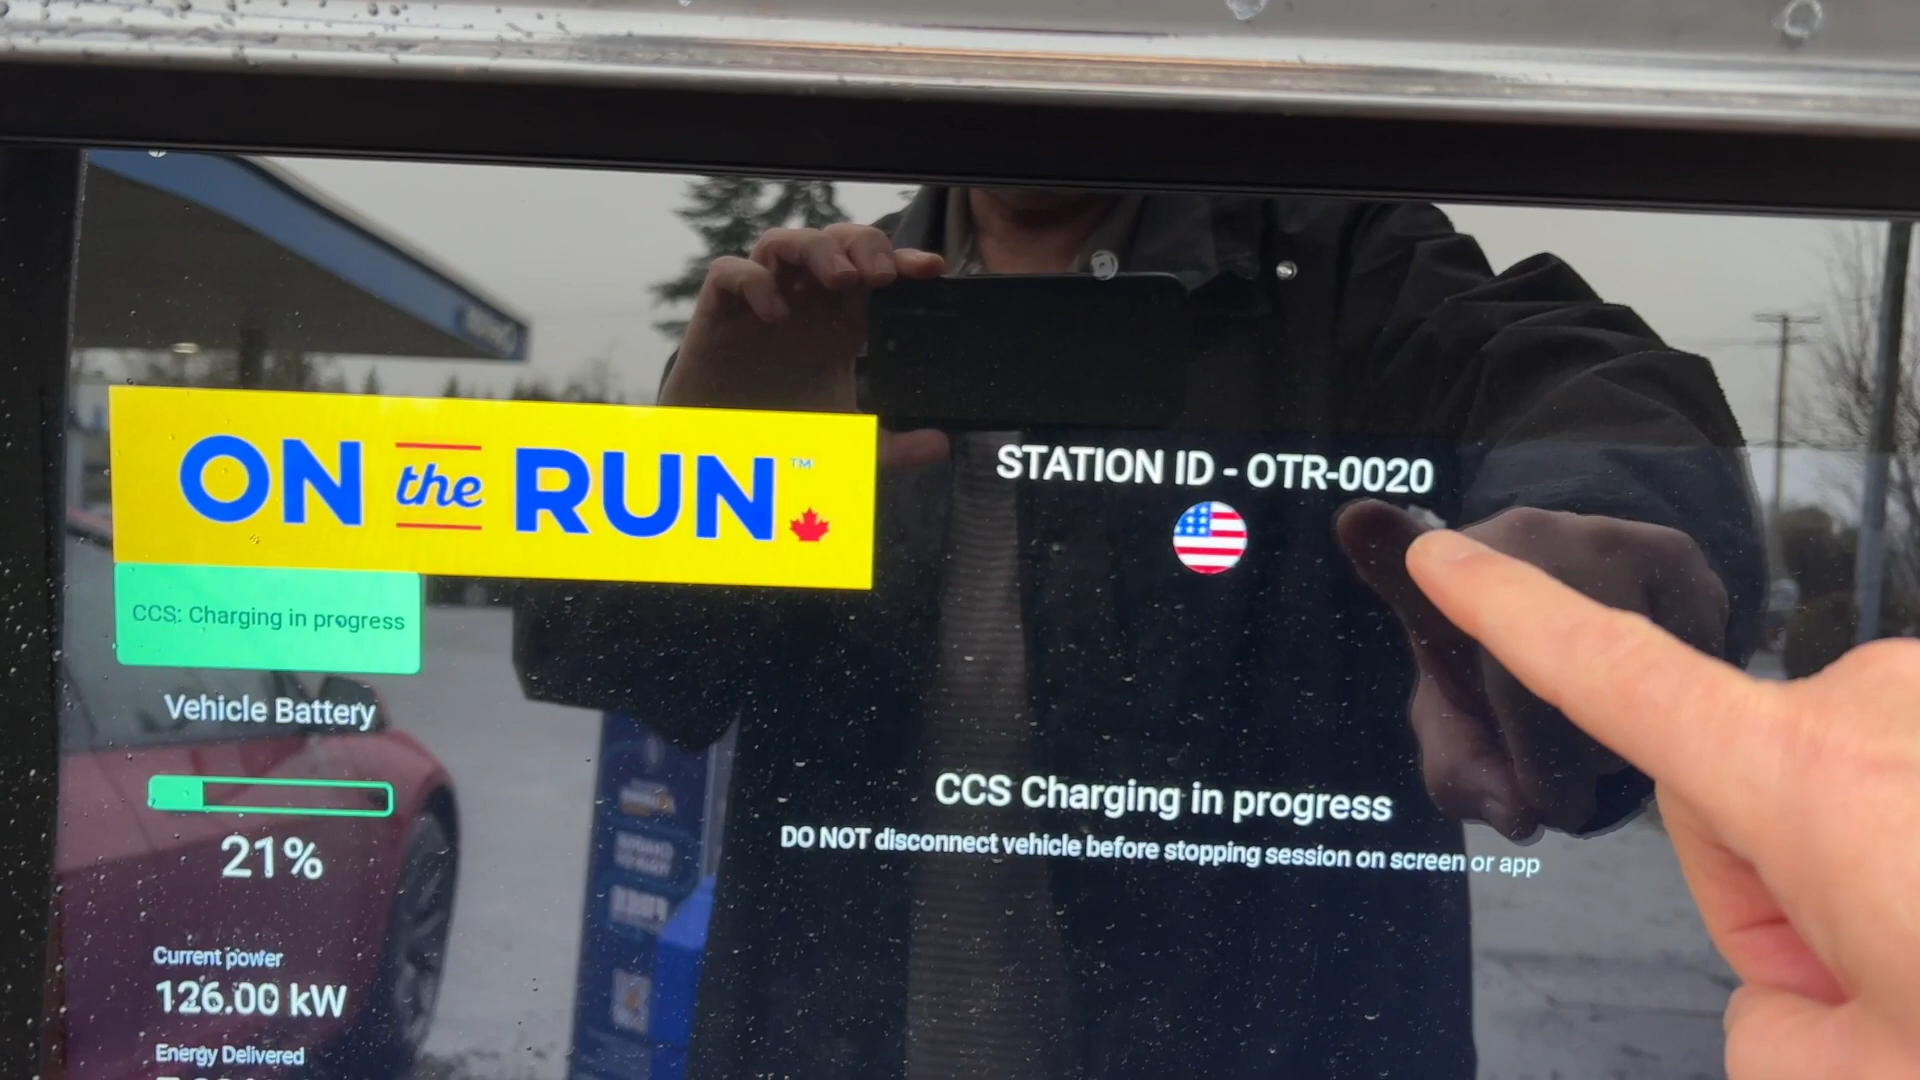 ON the RUN™
STATION ID - OTR-0020
CCS: Charging in progress
Vehicle Battery
21%
CCS Charging in progress
DO NOT disconnect vehicle before stopping session on screen or app
Current power
126.00 kW
Energy Delivered